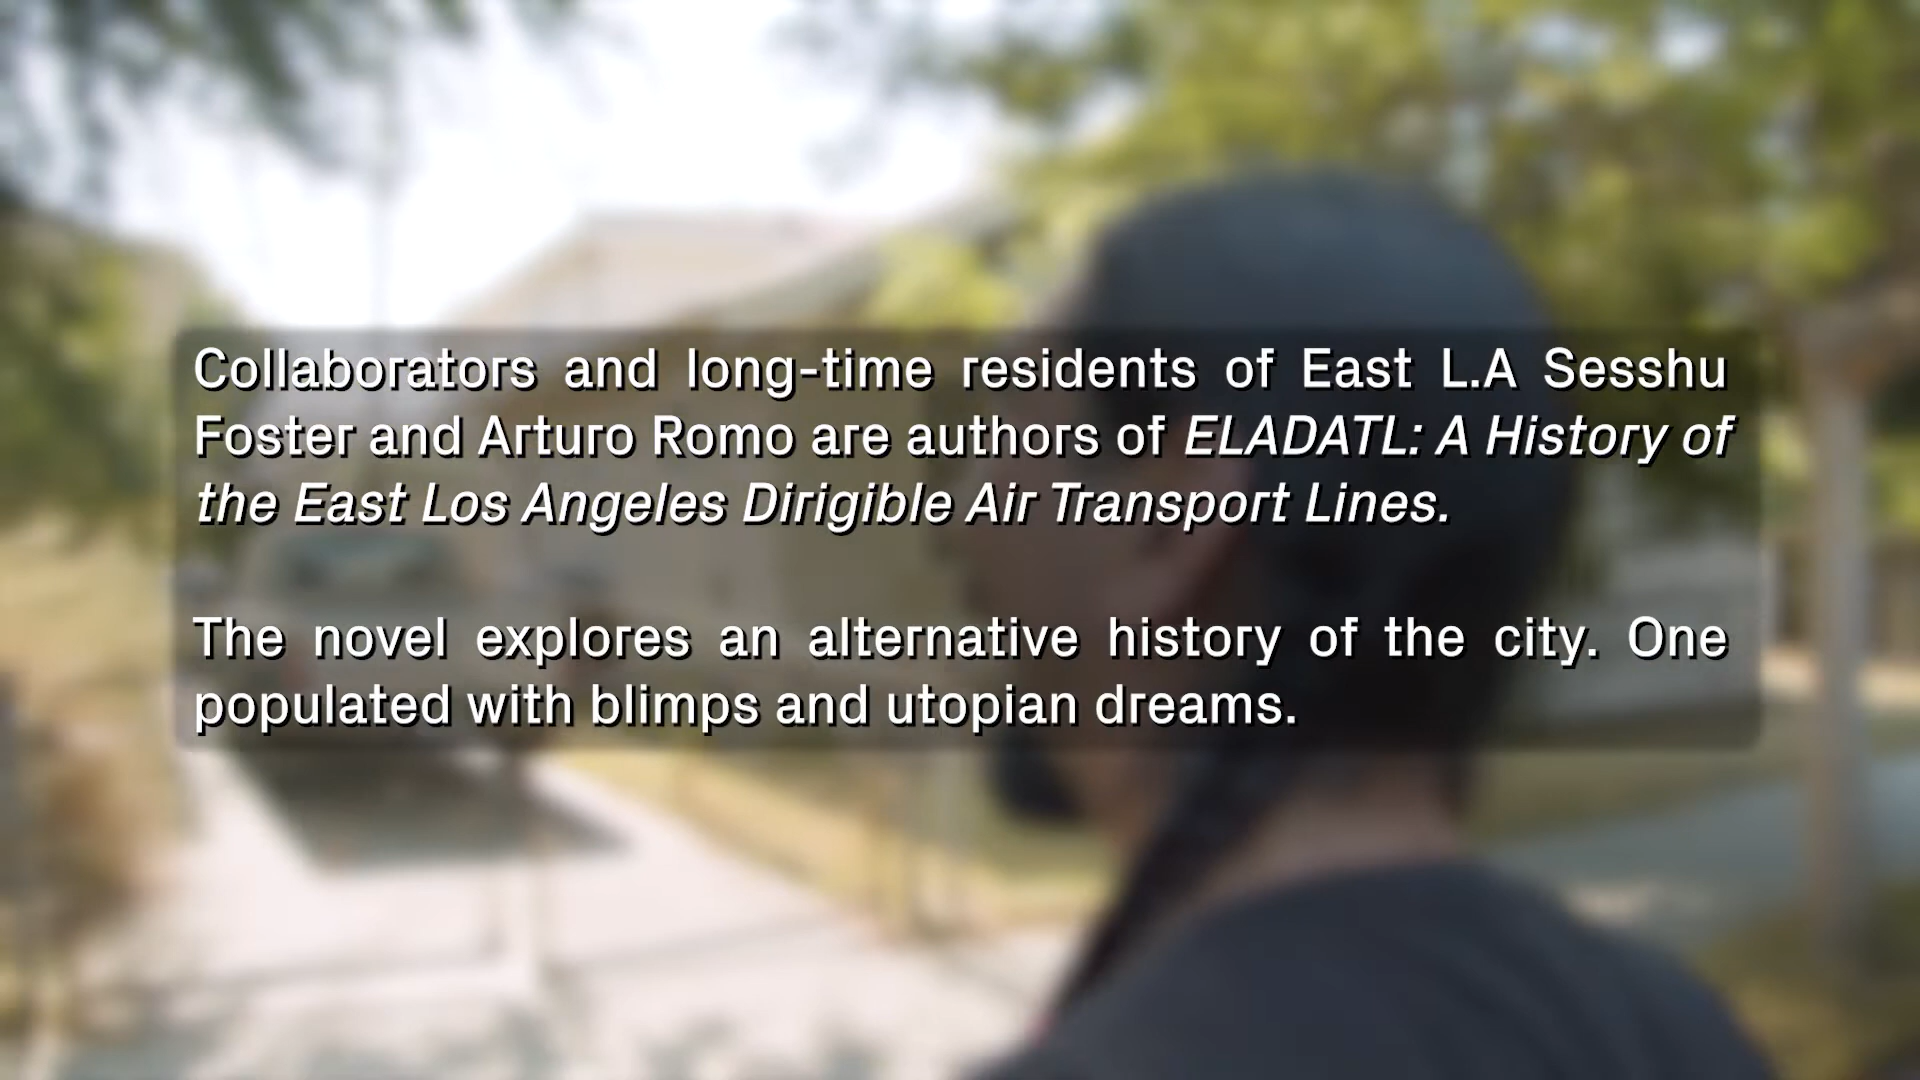 Collaborators and long-time residents of East L.A Sesshu
Foster and Arturo Romo are authors of ELADATL: A History of
the East Los Angeles Dirigible Air Transport Lines.
The novel explores an alternative history of the city. One
populated with blimps and utopian dreams.